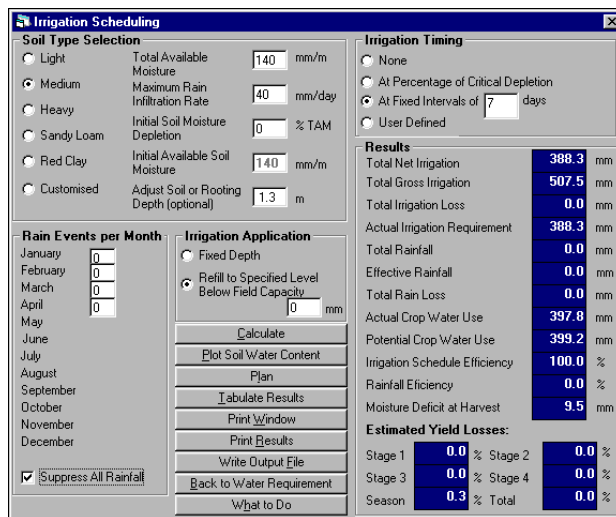 Irrigation Scheduling
Soil Type Selection
Light
Medium
Heavy
Sandy Loam
Red Clay
Customised
Total Available Moisture 140 mm/m
Maximum Rain Infiltration Rate 40 mm/day
Initial Soil Moisture Depletion 0 % TAM
Initial Available Soil Moisture 140 mm/m
Adjust Soil or Rooting Depth (optional) 1.3 m
Irrigation Timing
None
At Percentage of Critical Depletion
At Fixed Intervals of 7 days
User Defined
Rain Events per Month
January 0
February 0
March 0
April 0
May
June
July
August
September
October
November
December
Suppress All Rainfall
Irrigation Application
Fixed Depth
Refill to Specified Level
Below Field Capacity
0 mm
Calculate
Plot Soil Water Content
Plan
Tabulate Results
Print Window
Print Results
Write Output File
Back to Water Requirement
What to Do
Results
Total Net Irrigation 388.3 mm
Total Gross Irrigation 507.5 mm
Total Irrigation Loss 0.0 mm
Actual Irrigation Requirement 388.3 mm
Total Rainfall 0.0 mm
Effective Rainfall 0.0 mm
Total Rain Loss 0.0 mm
Actual Crop Water Use 397.8 mm
Potential Crop Water Use 399.2 mm
Irrigation Schedule Efficiency 100.0 %
Rainfall Eficiency 0.0 %
Moisture Deficit at Harvest 9.5 mm
Estimated Yield Losses:
Stage 1 0.0 % Stage 2 0.0 %
Stage 3 0.0 % Stage 4 0.0 %
Season 0.3 % Total 0.0 %